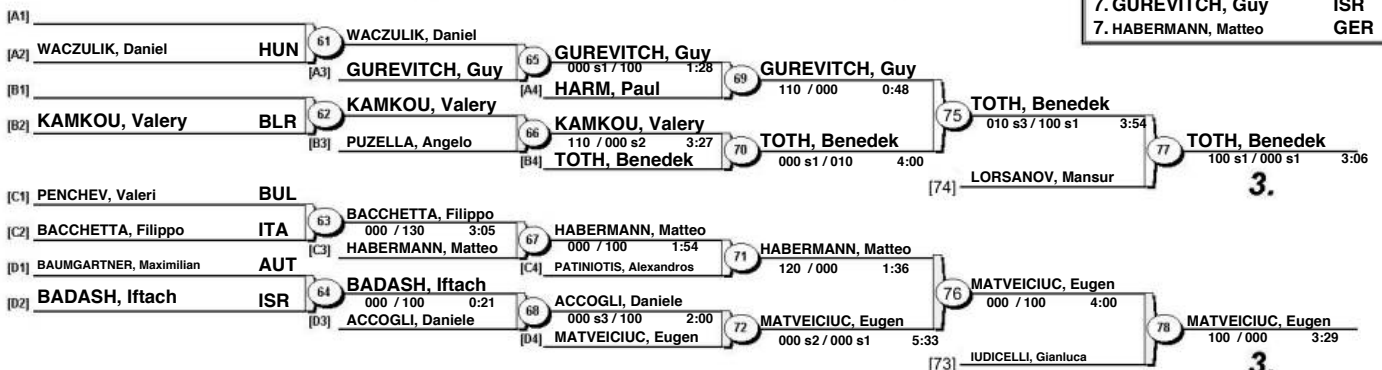 7. GUREVITCH, Guy ISR
7. HABERMANN, Matteo GER
[A1]
[A2] WACZULIK, Daniel HUN
61
WACZULIK, Daniel
[A3] GUREVITCH, Guy
65
GUREVITCH, Guy
000 s1 / 100 1:28
[A4] HARM, Paul
69
GUREVITCH, Guy
110 / 000 0:48
[B1]
[B2] KAMKOU, Valery BLR
62
KAMKOU, Valery
[B3] PUZELLA, Angelo
66
KAMKOU, Valery
110 / 000 s2 3:27
[B4] TOTH, Benedek
70
TOTH, Benedek
000 s1 / 010 4:00
75
TOTH, Benedek
010 s3 / 100 s1 3:54
[74] LORSANOV, Mansur
77
TOTH, Benedek
100 s1 / 000 s1 3:06
3.
[C1] PENCHEV, Valeri BUL
[C2] BACCHETTA, Filippo ITA
63
BACCHETTA, Filippo
000 / 130 3:05
[C3] HABERMANN, Matteo
67
HABERMANN, Matteo
000 / 100 1:54
[C4] PATINIOTIS, Alexandros
71
HABERMANN, Matteo
120 / 000 1:36
[D1] BAUMGARTNER, Maximilian AUT
[D2] BADASH, Iftach ISR
64
BADASH, Iftach
000 / 100 0:21
[D3] ACCOGLI, Daniele
68
ACCOGLI, Daniele
000 s3 / 100 2:00
[D4] MATVEICIUC, Eugen
72
MATVEICIUC, Eugen
000 s2 / 000 s1 5:33
76
MATVEICIUC, Eugen
000 / 100 4:00
[73] IUDICELLI, Gianluca
78
MATVEICIUC, Eugen
100 / 000 3:29
3.